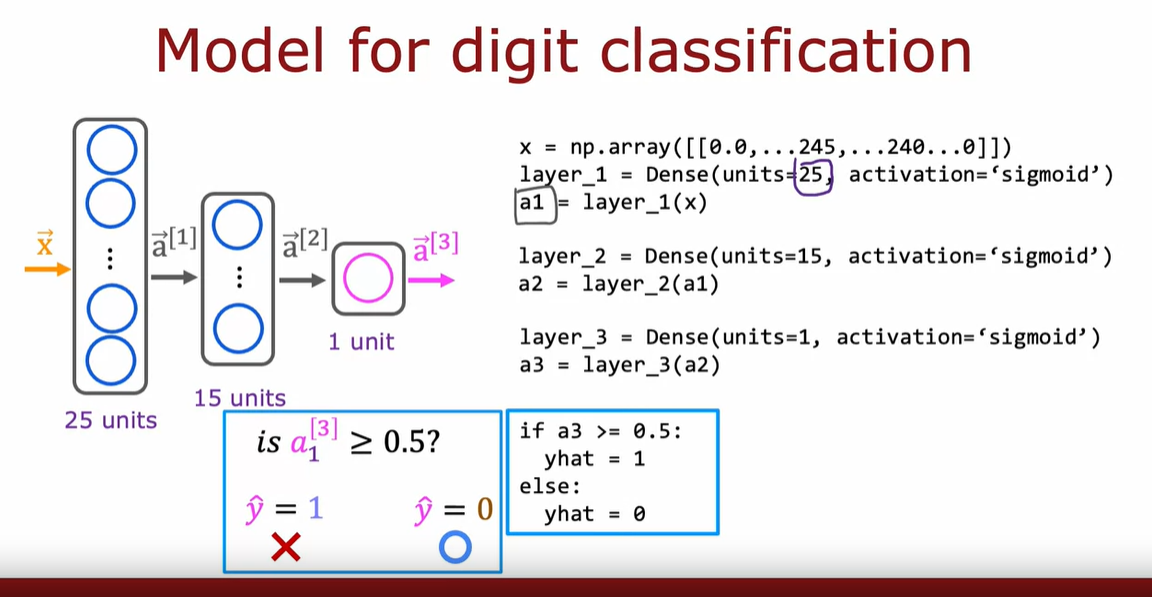 Model for digit classification
x⃗
a⃗[1]
a⃗[2]
a⃗[3]
25 units
15 units
1 unit
x = np.array([[0.0,...245,...240...0]])
layer_1 = Dense(units=25, activation=‘sigmoid’)
a1 = layer_1(x)
layer_2 = Dense(units=15, activation=‘sigmoid’)
a2 = layer_2(a1)
layer_3 = Dense(units=1, activation=‘sigmoid’)
a3 = layer_3(a2)
is a₁[3] ≥ 0.5?
ŷ = 1 ŷ = 0
if a3 >= 0.5:
yhat = 1
else:
yhat = 0